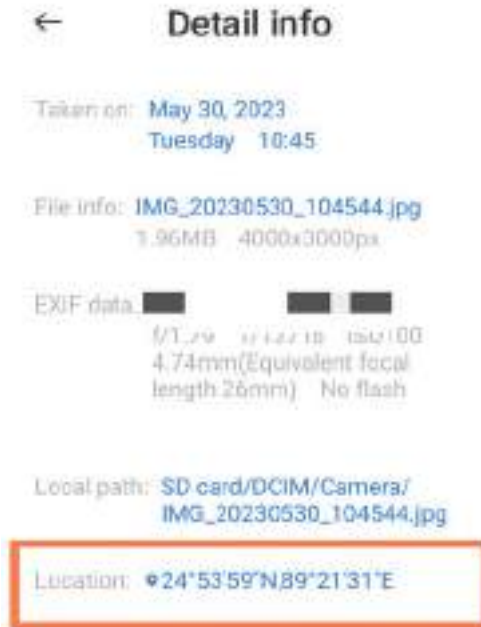 Detail info
Taken on: May 30, 2023
Tuesday 10:45
File info: IMG_20230530_104544.jpg
1.96MB 4000x3000px
EXIF data
ISO100
4.74mm(Equivalent focal
length:26mm) No flash
Local path: SD card/DCIM/Camera/
IMG_20230530_104544.jpg
Location: 24°53'59"N,89°21'31"E